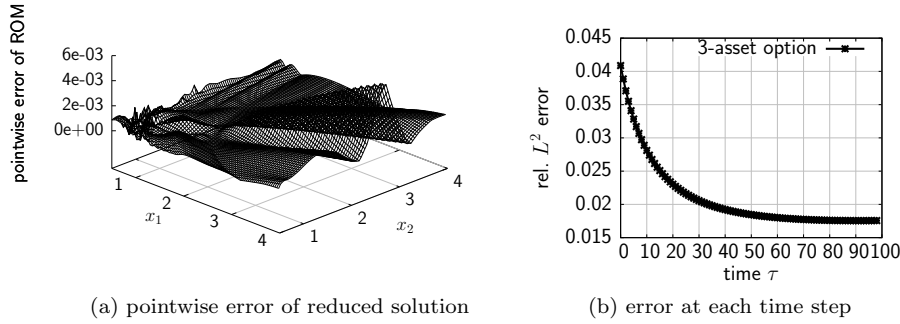 pointwise error of ROM
6e-03
4e-03
2e-03
0e+00
1
2
3
4
x₁
1
2
3
4
x₂
(a) pointwise error of reduced solution
0.045
0.04
0.035
0.03
0.025
0.02
0.015
rel. L² error
3-asset option
0 10 20 30 40 50 60 70 80 90 100
time τ
(b) error at each time step